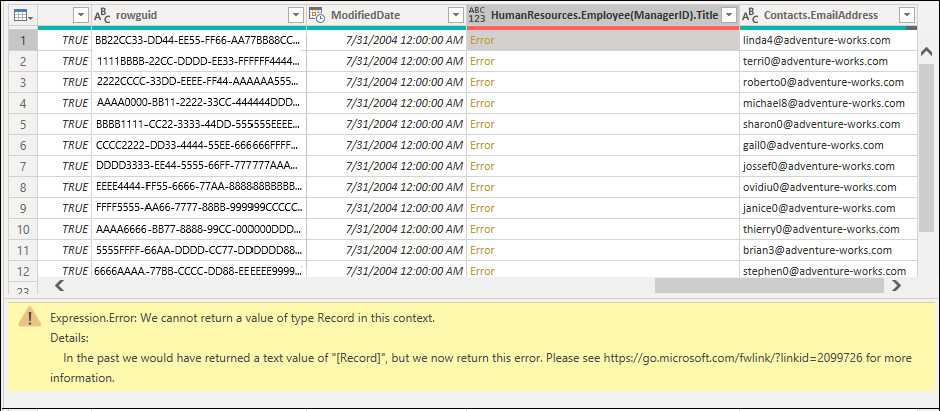 ABC rowguid ModifiedDate ABC 123 HumanResources.Employee(ManagerID).Title ABC Contacts.EmailAddress
1 TRUE BB22CC33-DD44-EE55-FF66-AA77BB88CC... 7/31/2004 12:00:00 AM Error linda4@adventure-works.com
2 TRUE 1111BBBB-22CC-DDDD-EE33-FFFFFF4444... 7/31/2004 12:00:00 AM Error terri0@adventure-works.com
3 TRUE 2222CCCC-33DD-EEEE-FF44-AAAAAA555... 7/31/2004 12:00:00 AM Error roberto0@adventure-works.com
4 TRUE AAAA0000-BB11-2222-33CC-444444DDD... 7/31/2004 12:00:00 AM Error michael8@adventure-works.com
5 TRUE BBBB1111-CC22-3333-44DD-555555EEEE... 7/31/2004 12:00:00 AM Error sharon0@adventure-works.com
6 TRUE CCCC2222-DD33-4444-55EE-666666FFFF... 7/31/2004 12:00:00 AM Error gail0@adventure-works.com
7 TRUE DDDD3333-EE44-5555-66FF-777777AAA... 7/31/2004 12:00:00 AM Error jossef0@adventure-works.com
8 TRUE EEEE4444-FF55-6666-77AA-888888BBBBB... 7/31/2004 12:00:00 AM Error ovidiu0@adventure-works.com
9 TRUE FFFF5555-AA66-7777-88BB-999999CCCCC... 7/31/2004 12:00:00 AM Error janice0@adventure-works.com
10 TRUE AAAA6666-BB77-8888-99CC-000000DDD... 7/31/2004 12:00:00 AM Error thierry0@adventure-works.com
11 TRUE 5555FFFF-66AA-DDDD-CC77-DDDDDD88... 7/31/2004 12:00:00 AM Error brian3@adventure-works.com
12 TRUE 6666AAAA-77BB-CCCC-DD88-EEEEEE9999... 7/31/2004 12:00:00 AM Error stephen0@adventure-works.com
23
Expression.Error: We cannot return a value of type Record in this context.
Details:
In the past we would have returned a text value of "[Record]", but we now return this error. Please see https://go.microsoft.com/fwlink/?linkid=2099726 for more
information.